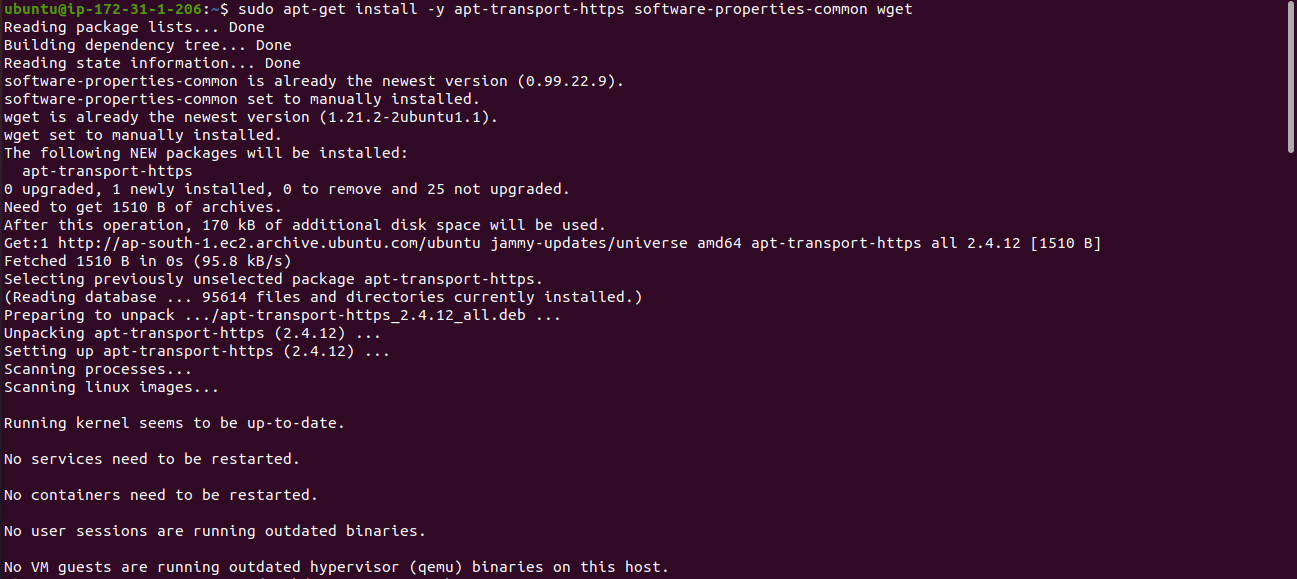 ubuntu@ip-172-31-1-206:~$ sudo apt-get install -y apt-transport-https software-properties-common wget
Reading package lists... Done
Building dependency tree... Done
Reading state information... Done
software-properties-common is already the newest version (0.99.22.9).
software-properties-common set to manually installed.
wget is already the newest version (1.21.2-2ubuntu1.1).
wget set to manually installed.
The following NEW packages will be installed:
  apt-transport-https
0 upgraded, 1 newly installed, 0 to remove and 25 not upgraded.
Need to get 1510 B of archives.
After this operation, 170 kB of additional disk space will be used.
Get:1 http://ap-south-1.ec2.archive.ubuntu.com/ubuntu jammy-updates/universe amd64 apt-transport-https all 2.4.12 [1510 B]
Fetched 1510 B in 0s (95.8 kB/s)
Selecting previously unselected package apt-transport-https.
(Reading database ... 95614 files and directories currently installed.)
Preparing to unpack .../apt-transport-https_2.4.12_all.deb ...
Unpacking apt-transport-https (2.4.12) ...
Setting up apt-transport-https (2.4.12) ...
Scanning processes...
Scanning linux images...
Running kernel seems to be up-to-date.
No services need to be restarted.
No containers need to be restarted.
No user sessions are running outdated binaries.
No VM guests are running outdated hypervisor (qemu) binaries on this host.